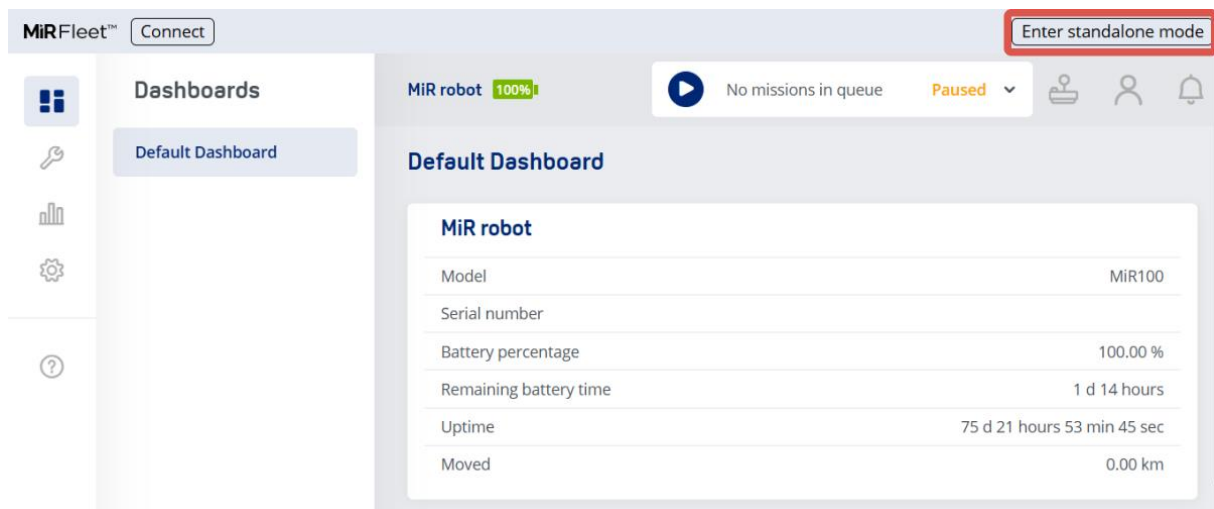 MiRFleet™ Connect Enter standalone mode
Dashboards
Default Dashboard
MiR robot 100% No missions in queue Paused
Default Dashboard
MiR robot
Model MiR100
Serial number
Battery percentage 100.00 %
Remaining battery time 1 d 14 hours
Uptime 75 d 21 hours 53 min 45 sec
Moved 0.00 km
?